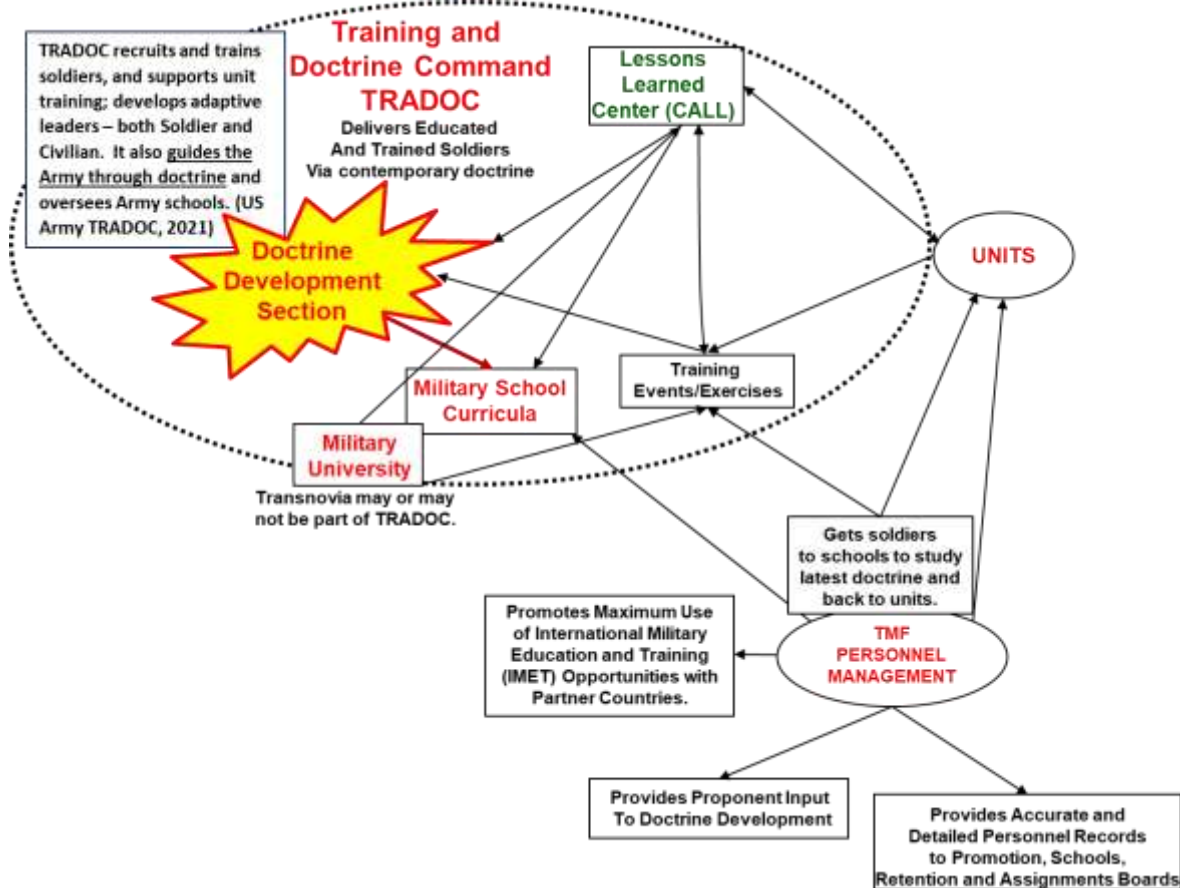 TRADOC recruits and trains
soldiers, and supports unit
training; develops adaptive
leaders – both Soldier and
Civilian. It also guides the
Army through doctrine and
oversees Army schools. (US
Army TRADOC, 2021)
Training and
Doctrine Command
TRADOC
Delivers Educated
And Trained Soldiers
Via contemporary doctrine
Lessons
Learned
Center (CALL)
Doctrine
Development
Section
UNITS
Military School
Curricula
Training
Events/Exercises
Military
University
Transnovia may or may
not be part of TRADOC.
Gets soldiers
to schools to study
latest doctrine and
back to units.
TMF
PERSONNEL
MANAGEMENT
Promotes Maximum Use
of International Military
Education and Training
(IMET) Opportunities with
Partner Countries.
Provides Proponent Input
To Doctrine Development
Provides Accurate and
Detailed Personnel Records
to Promotion, Schools,
Retention and Assignments Boards